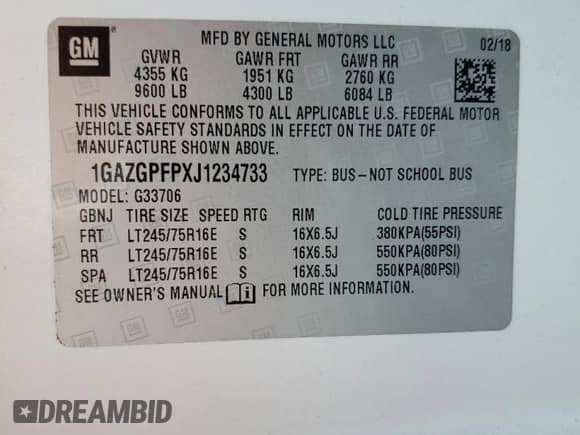 GM
MFD BY GENERAL MOTORS LLC 02/18
GVWR GAWR FRT GAWR RR
4355 KG 1951 KG 2760 KG
9600 LB 4300 LB 6084 LB
THIS VEHICLE CONFORMS TO ALL APPLICABLE U.S. FEDERAL MOTOR
VEHICLE SAFETY STANDARDS IN EFFECT ON THE DATE OF
MANUFACTURE SHOWN ABOVE.
1GAZGPFPXJ1234733 TYPE: BUS-NOT SCHOOL BUS
MODEL: G33706
GBNJ TIRE SIZE SPEED RTG RIM COLD TIRE PRESSURE
FRT LT245/75R16E S 16X6.5J 380KPA(55PSI)
RR LT245/75R16E S 16X6.5J 550KPA(80PSI)
SPA LT245/75R16E S 16X6.5J 550KPA(80PSI)
SEE OWNER'S MANUAL FOR MORE INFORMATION.
DREAMBID